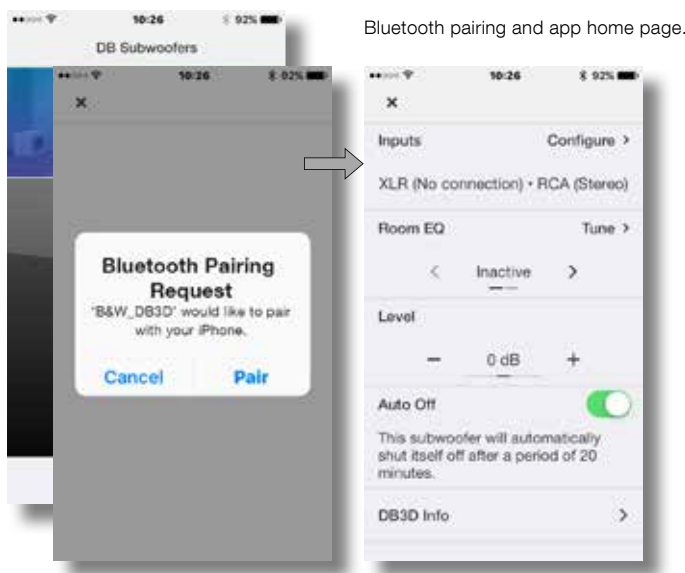 Bluetooth pairing and app home page.
10:26
92%
DB Subwoofers
10:26
92%
×
Bluetooth Pairing
Request
"B&W_DB3D" would like to pair
with your iPhone.
Cancel
Pair
10:26
92%
×
Inputs
Configure >
XLR (No connection) • RCA (Stereo)
Room EQ
Tune >
< Inactive >
Level
− 0 dB +
Auto Off
This subwoofer will automatically
shut itself off after a period of 20
minutes.
DB3D Info >